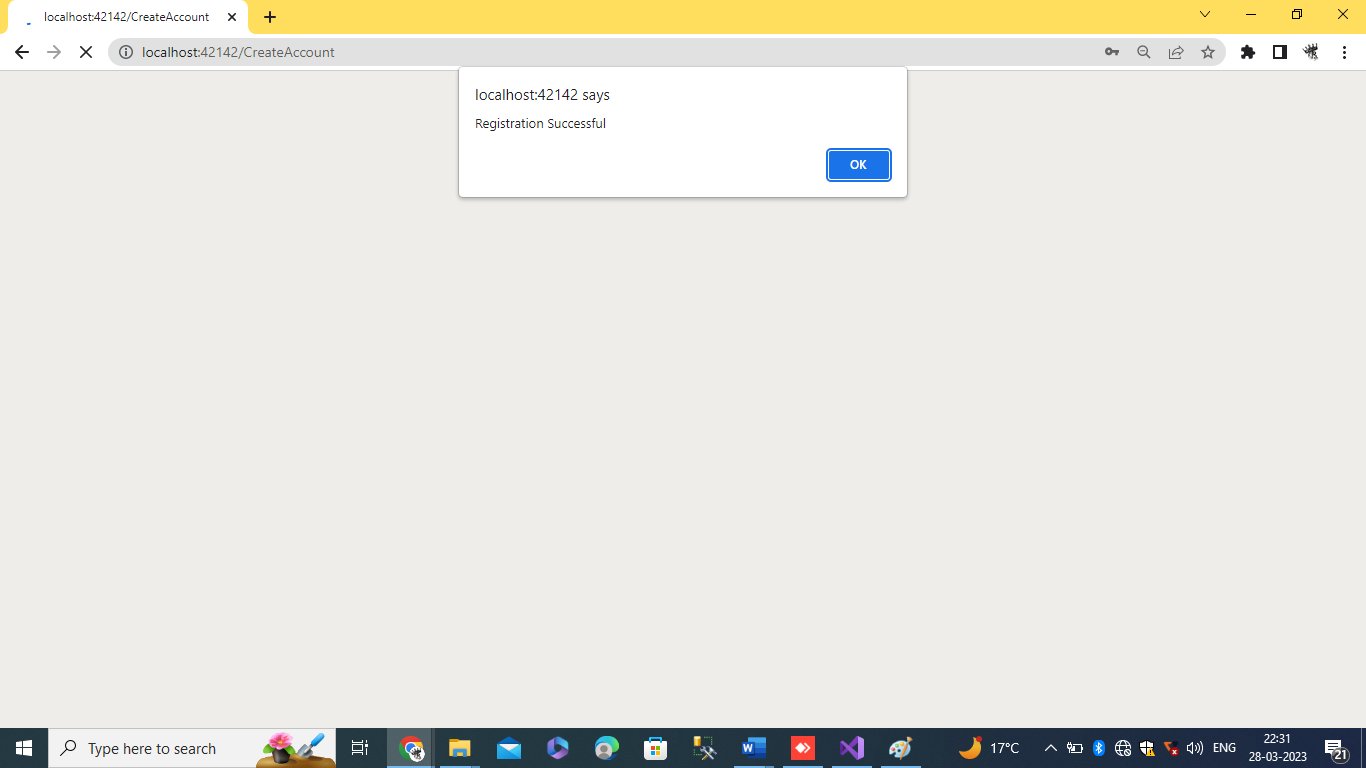 localhost:42142/CreateAccount
localhost:42142/CreateAccount
localhost:42142 says
Registration Successful
OK
Type here to search
17°C
ENG
22:31
28-03-2023
21